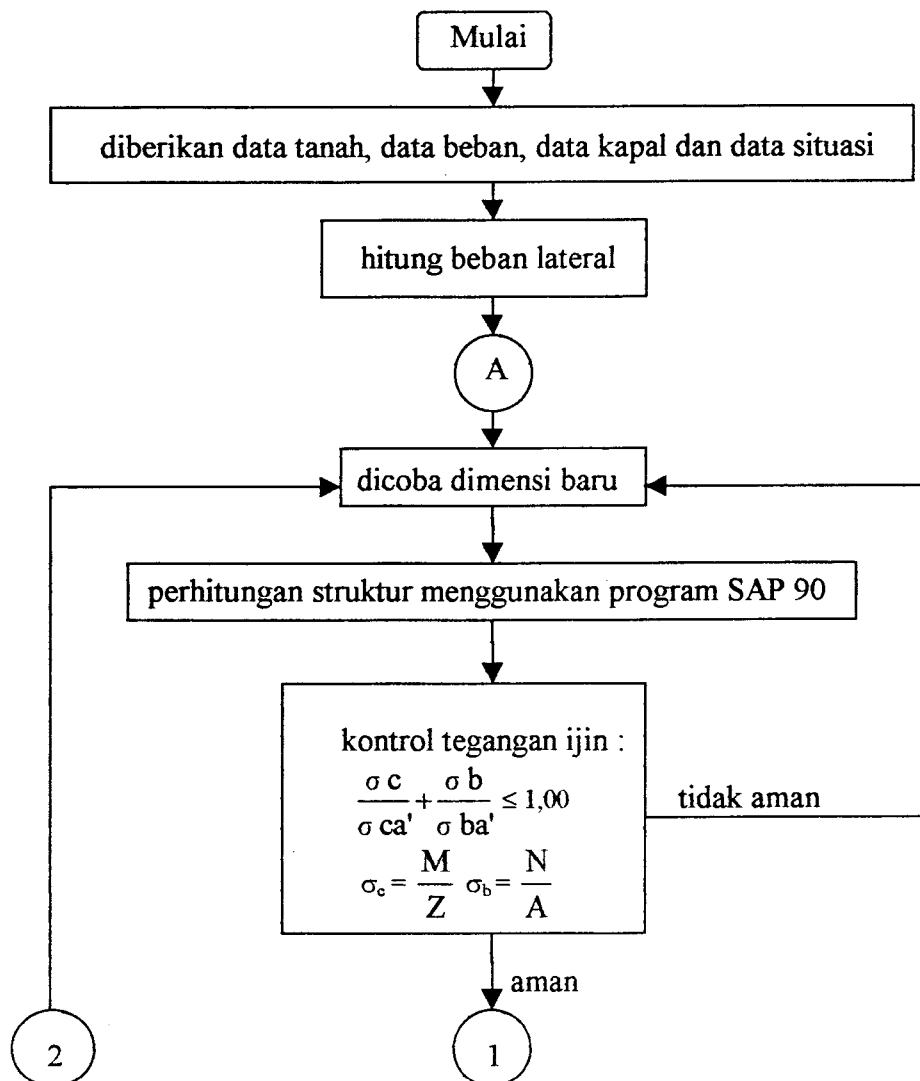 Mulai
diberikan data tanah, data beban, data kapal dan data situasi
hitung beban lateral
A
dicoba dimensi baru
perhitungan struktur menggunakan program SAP 90
kontrol tegangan ijin :
σ c / σ ca' + σ b / σ ba' ≤ 1,00
σc = M / Z σb = N / A
tidak aman
aman
2
1